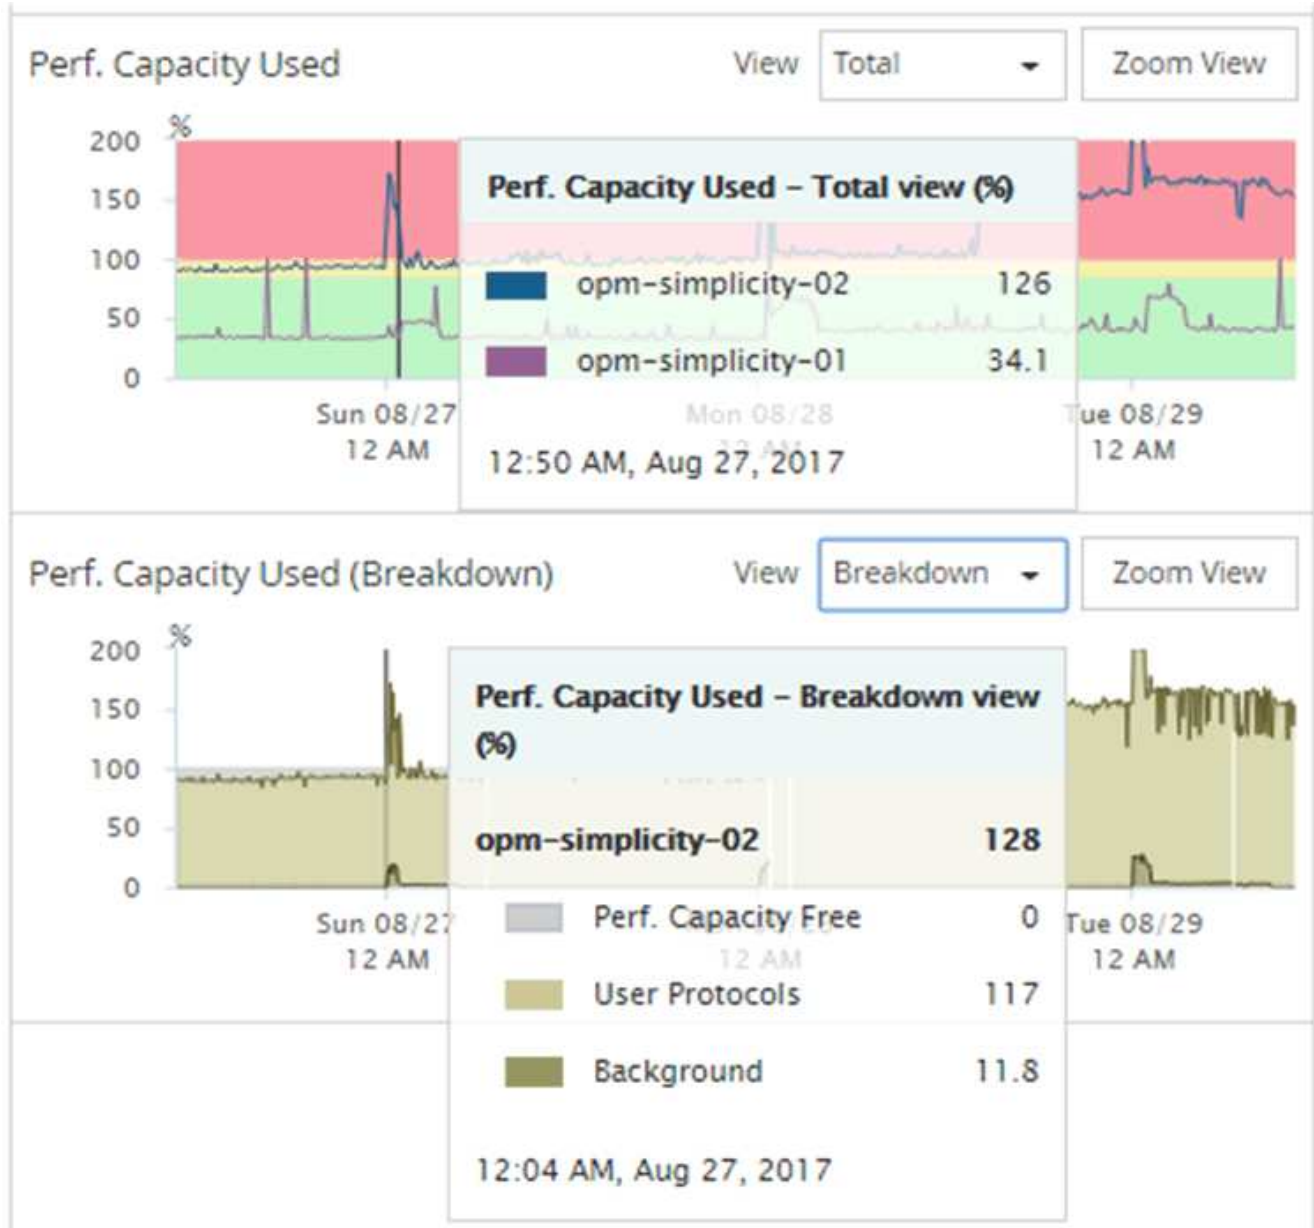 Perf. Capacity Used View Total Zoom View
%
200
150
100
50
0
Perf. Capacity Used – Total view (%)
opm-simplicity-02 126
opm-simplicity-01 34.1
Sun 08/27 Mon 08/28 Tue 08/29
12 AM 12 AM 12 AM
12:50 AM, Aug 27, 2017
Perf. Capacity Used (Breakdown) View Breakdown Zoom View
%
200
150
100
50
0
Perf. Capacity Used – Breakdown view
(%)
opm-simplicity-02 128
Perf. Capacity Free 0
Sun 08/27 Tue 08/29
12 AM 12 AM 12 AM
User Protocols 117
Background 11.8
12:04 AM, Aug 27, 2017